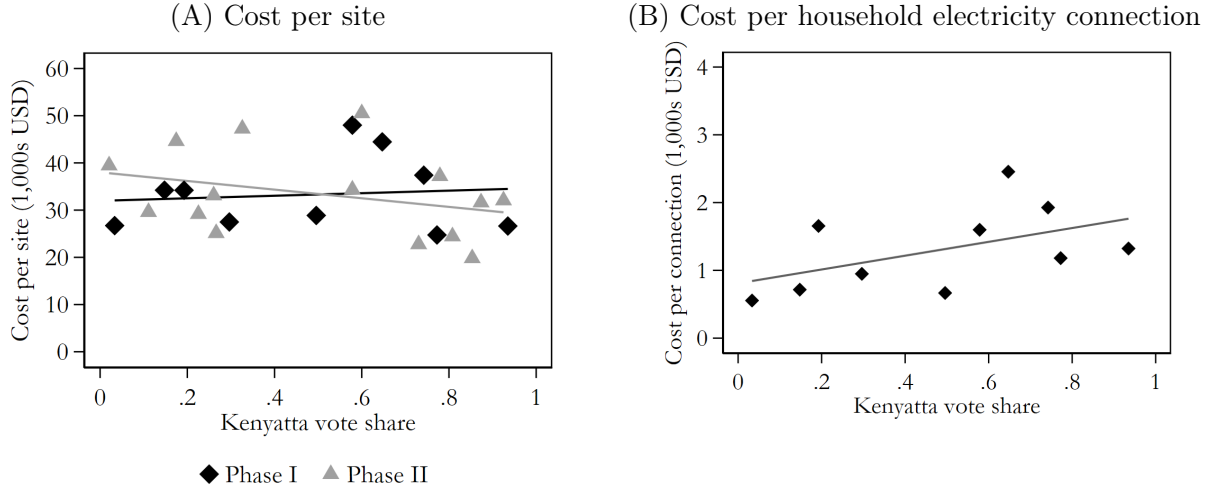 (A) Cost per site
60
50
40
30
20
10
0
Cost per site (1,000s USD)
0 .2 .4 .6 .8 1
Kenyatta vote share
Phase I Phase II
(B) Cost per household electricity connection
4
3
2
1
0
Cost per connection (1,000s USD)
0 .2 .4 .6 .8 1
Kenyatta vote share